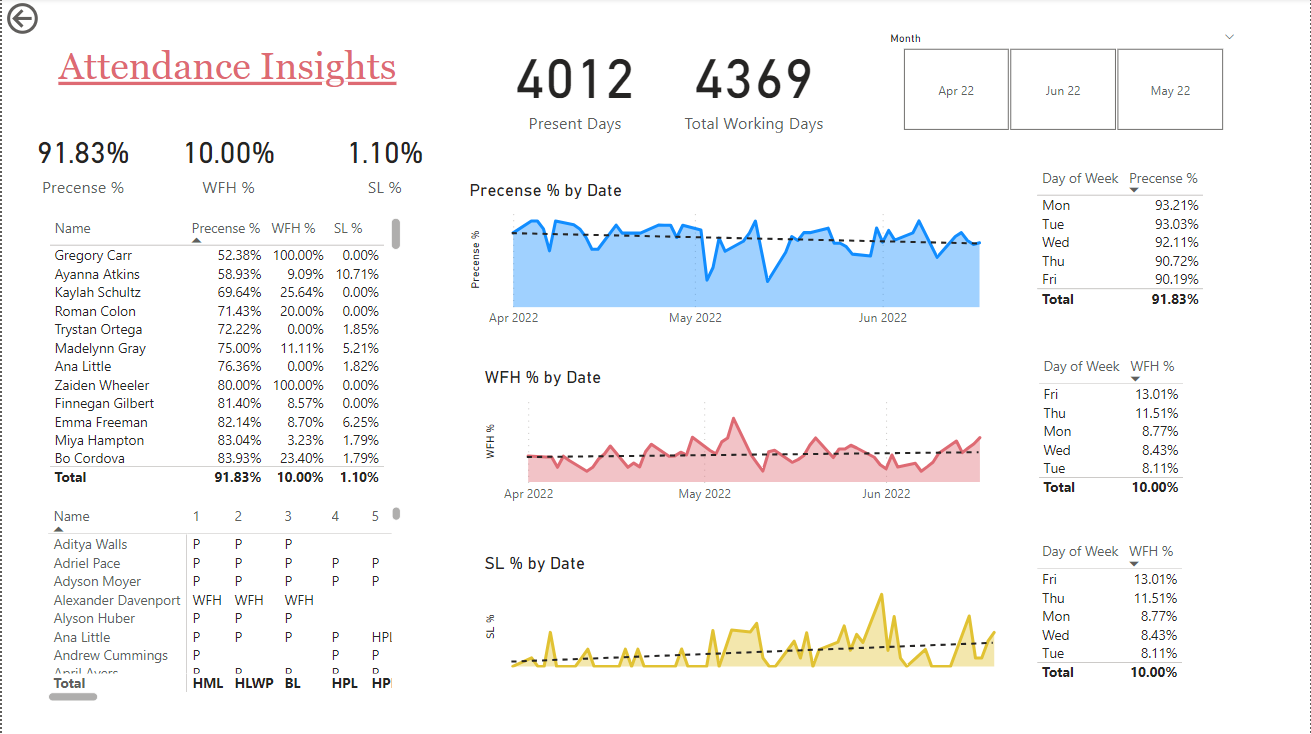 Attendance Insights
4012
Present Days
4369
Total Working Days
Month
Apr 22
Jun 22
May 22
91.83%
Precense %
10.00%
WFH %
1.10%
SL %
Name Precense % WFH % SL %
Gregory Carr 52.38% 100.00% 0.00%
Ayanna Atkins 58.93% 9.09% 10.71%
Kaylah Schultz 69.64% 25.64% 0.00%
Roman Colon 71.43% 20.00% 0.00%
Trystan Ortega 72.22% 0.00% 1.85%
Madelynn Gray 75.00% 11.11% 5.21%
Ana Little 76.36% 0.00% 1.82%
Zaiden Wheeler 80.00% 100.00% 0.00%
Finnegan Gilbert 81.40% 8.57% 0.00%
Emma Freeman 82.14% 8.70% 6.25%
Miya Hampton 83.04% 3.23% 1.79%
Bo Cordova 83.93% 23.40% 1.79%
Total 91.83% 10.00% 1.10%
Name 1 2 3 4 5
Aditya Walls P P P
Adriel Pace P P P P P
Adyson Moyer P P P P P
Alexander Davenport WFH WFH WFH
Alyson Huber P P P
Ana Little P P P P HPL
Andrew Cummings P P P
April Avers P P P P P
Total HML HLWP BL HPL HP
Precense % by Date
Precense %
Apr 2022 May 2022 Jun 2022
WFH % by Date
WFH %
Apr 2022 May 2022 Jun 2022
SL % by Date
SL %
Day of Week Precense %
Mon 93.21%
Tue 93.03%
Wed 92.11%
Thu 90.72%
Fri 90.19%
Total 91.83%
Day of Week WFH %
Fri 13.01%
Thu 11.51%
Mon 8.77%
Wed 8.43%
Tue 8.11%
Total 10.00%
Day of Week WFH %
Fri 13.01%
Thu 11.51%
Mon 8.77%
Wed 8.43%
Tue 8.11%
Total 10.00%